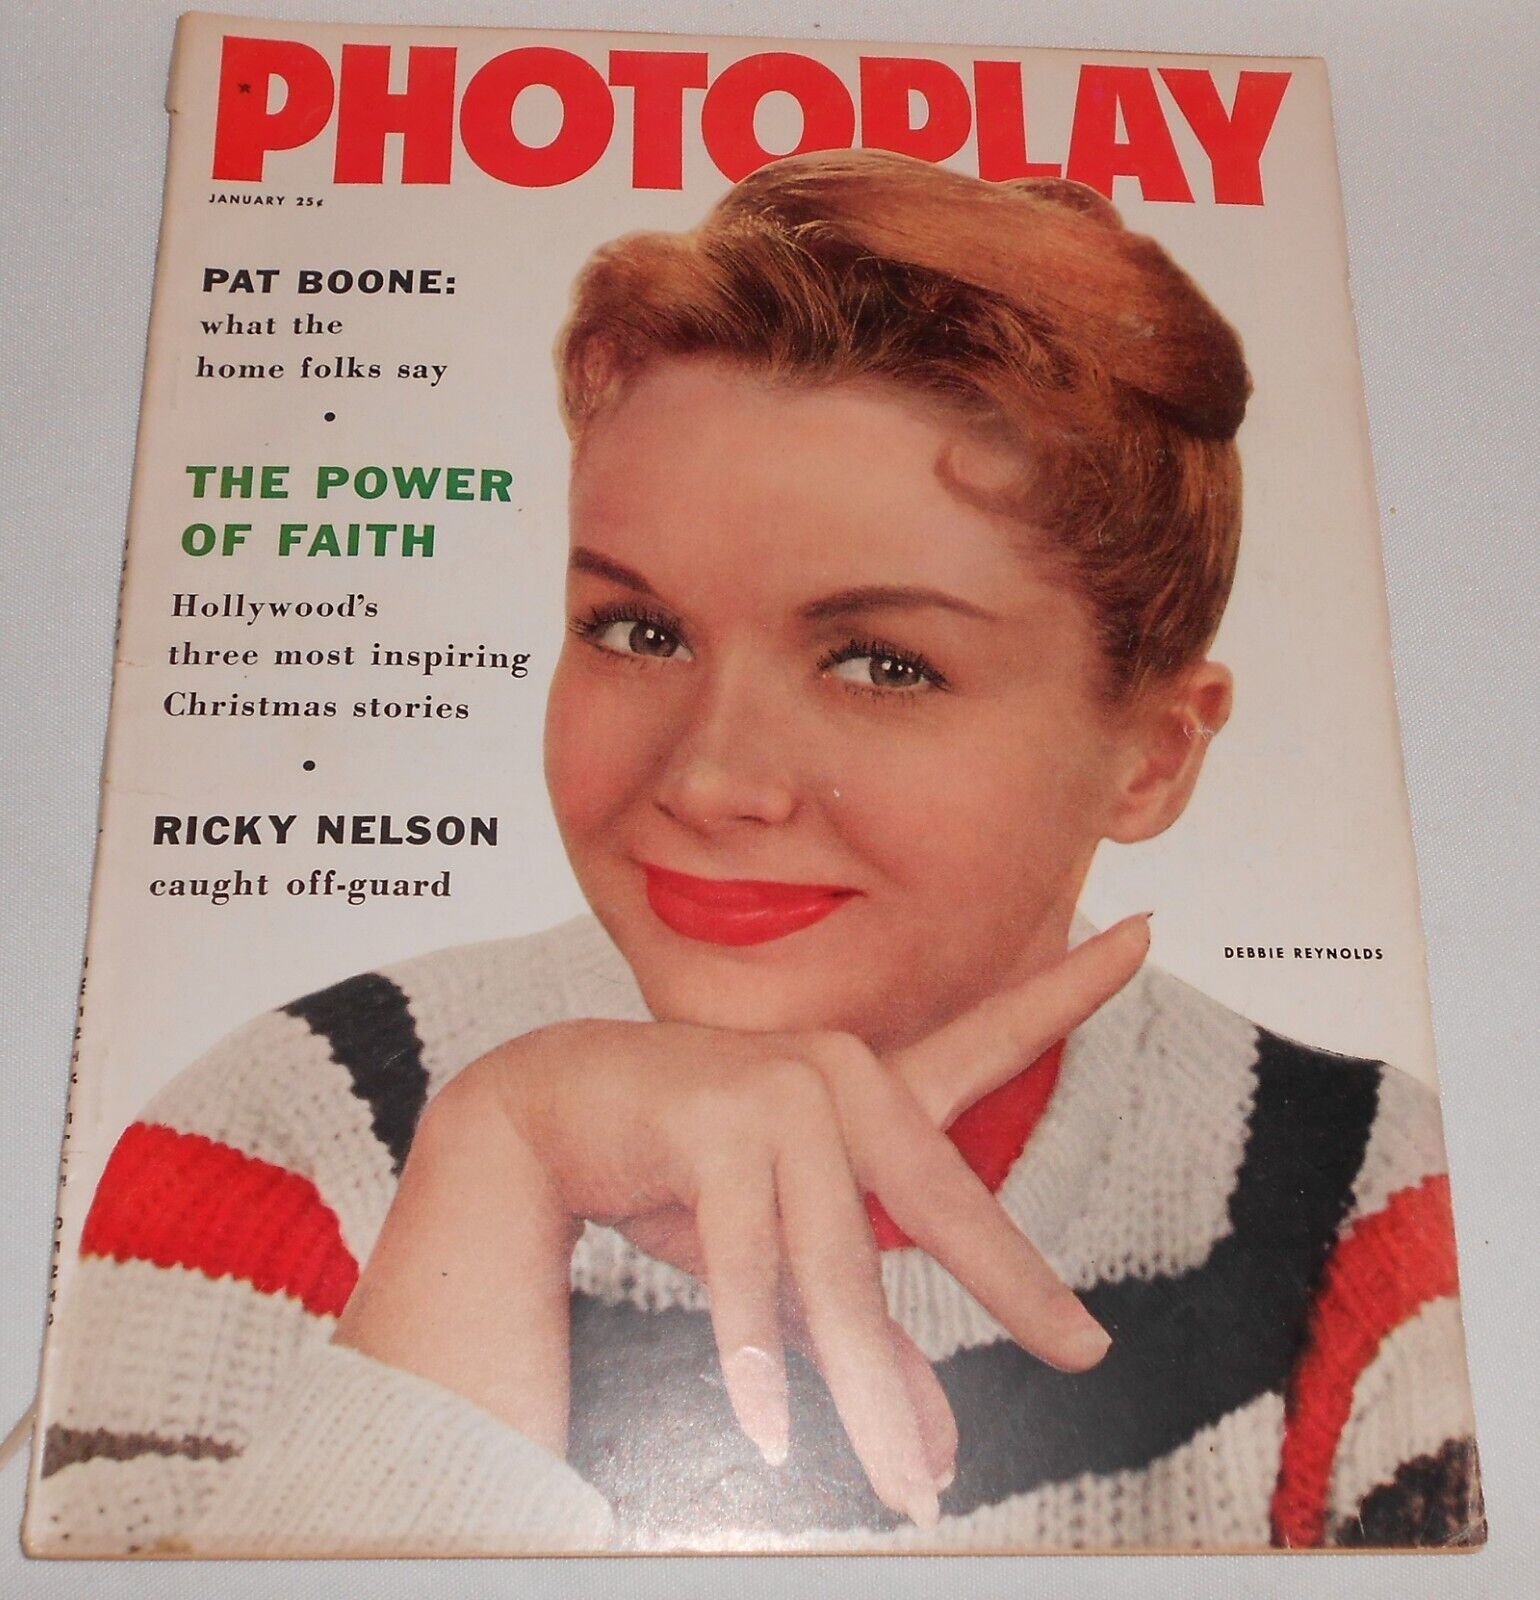 PHOTOPLAY
JANUARY 25¢
PAT BOONE:
what the
home folks say
•
THE POWER
OF FAITH
Hollywood's
three most inspiring
Christmas stories
•
RICKY NELSON
caught off-guard
DEBBIE REYNOLDS